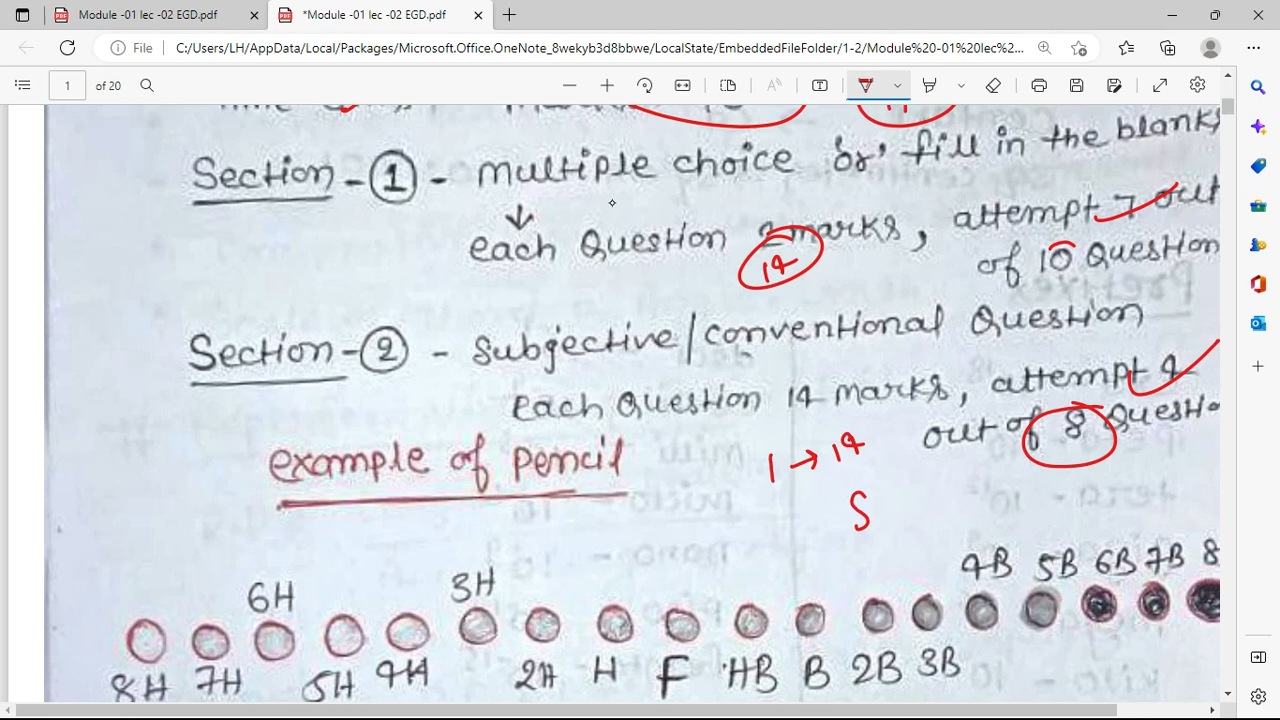 Module -01 lec -02 EGD.pdf
*Module -01 lec -02 EGD.pdf
File C:/Users/LH/AppData/Local/Packages/Microsoft.Office.OneNote_8wekyb3d8bbwe/LocalState/EmbeddedFileFolder/1-2/Module%20-01%20lec%2...
1 of 20
Section - 1 - multiple choice or fill in the blanks
each Question 2 marks, attempt 7 out
14
of 10 Question
Section - 2 - Subjective/conventional Question
Each Question 14 marks, attempt 4
out of 8 Questio
example of pencil
1 → 14
S
4B 5B 6B 7B 8
6H 3H
8H 7H 5H 4H 2H H F HB B 2B 3B